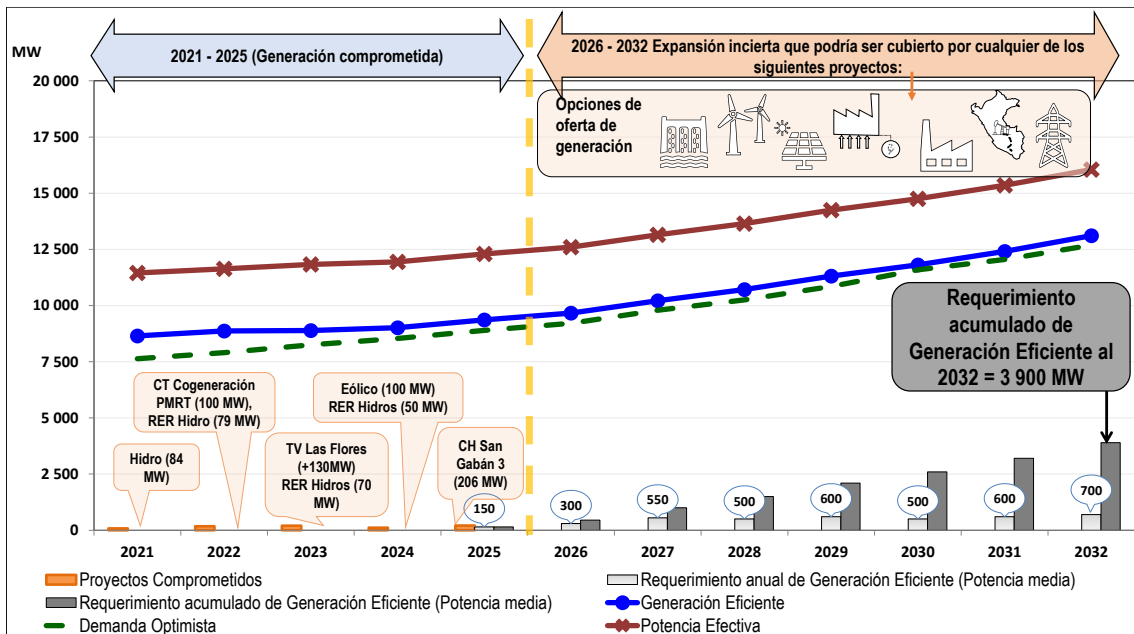 MW
2021 - 2025 (Generación comprometida)
2026 - 2032 Expansión incierta que podría ser cubierto por cualquier de los
siguientes proyectos:
Opciones de
oferta de
generación
20 000
17 500
15 000
12 500
10 000
7 500
5 000
2 500
0
Requerimiento
acumulado de
Generación Eficiente al
2032 = 3 900 MW
Hidro (84
MW)
CT Cogeneración
PMRT (100 MW),
RER Hidro (79 MW)
TV Las Flores
(+130MW)
RER Hidros (70
MW)
Eólico (100 MW)
RER Hidros (50 MW)
CH San
Gabán 3
(206 MW)
150
300
550
500
600
500
600
700
2021
2022
2023
2024
2025
2026
2027
2028
2029
2030
2031
2032
Proyectos Comprometidos
Requerimiento anual de Generación Eficiente (Potencia media)
Requerimiento acumulado de Generación Eficiente (Potencia media)
Generación Eficiente
Demanda Optimista
Potencia Efectiva